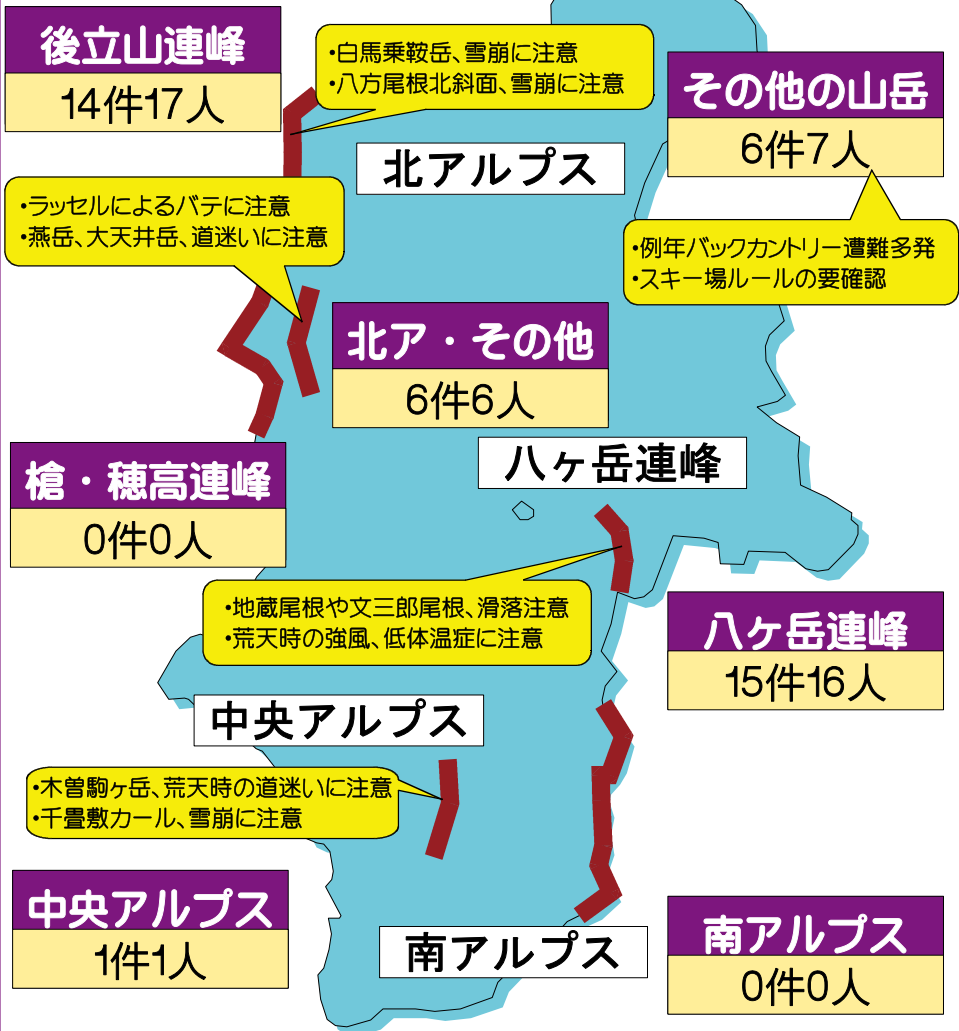 後立山連峰
14件17人
・白馬乗鞍岳、雪崩に注意
・八方尾根北斜面、雪崩に注意
その他の山岳
6件7人
北アルプス
・ラッセルによるバテに注意
・燕岳、大天井岳、道迷いに注意
・例年バックカントリー遭難多発
・スキー場ルールの要確認
北ア・その他
6件6人
八ヶ岳連峰
槍・穂高連峰
0件0人
・地蔵尾根や文三郎尾根、滑落注意
・荒天時の強風、低体温症に注意
八ヶ岳連峰
15件16人
中央アルプス
・木曽駒ヶ岳、荒天時の道迷いに注意
・千畳敷カール、雪崩に注意
中央アルプス
1件1人
南アルプス
南アルプス
0件0人